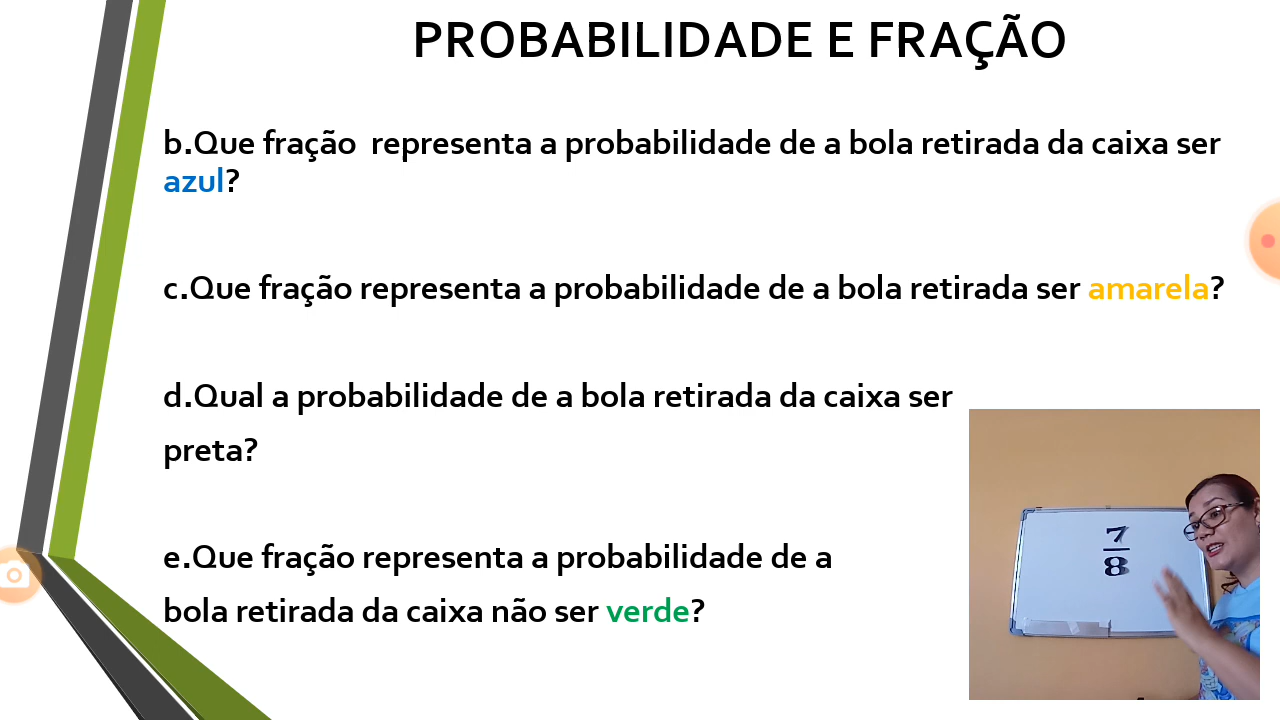 PROBABILIDADE E FRAÇÃO
b.Que fração representa a probabilidade de a bola retirada da caixa ser
azul?
c.Que fração representa a probabilidade de a bola retirada ser amarela?
d.Qual a probabilidade de a bola retirada da caixa ser
preta?
e.Que fração representa a probabilidade de a
bola retirada da caixa não ser verde?
7
8